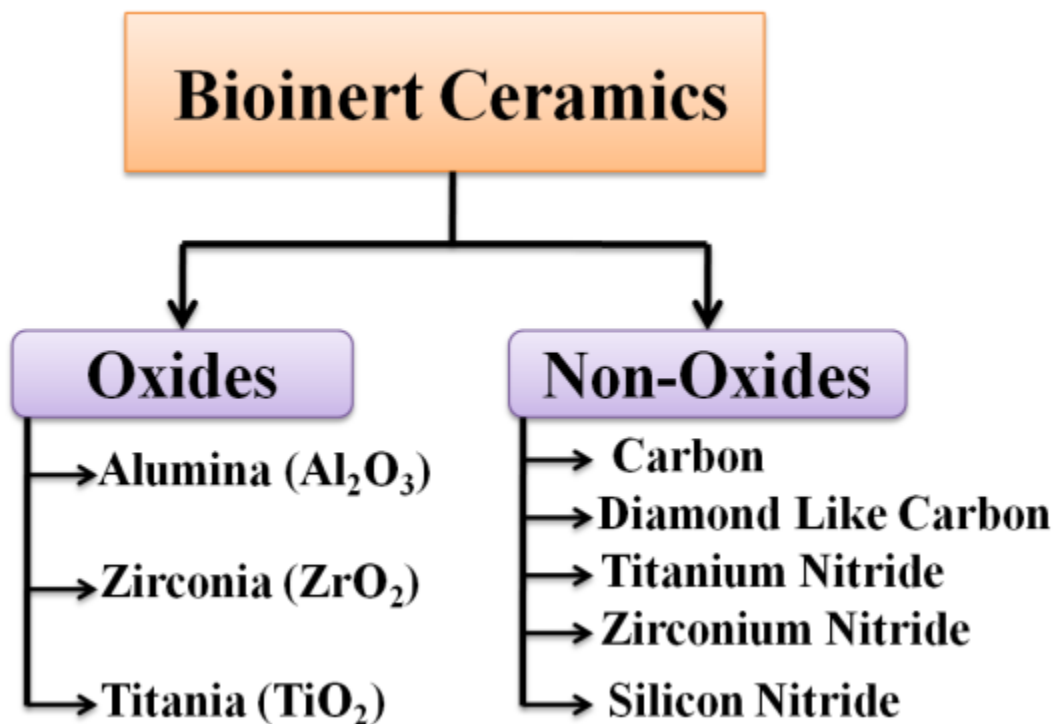 Bioinert Ceramics
Oxides
Alumina (Al₂O₃)
Zirconia (ZrO₂)
Titania (TiO₂)
Non-Oxides
Carbon
Diamond Like Carbon
Titanium Nitride
Zirconium Nitride
Silicon Nitride